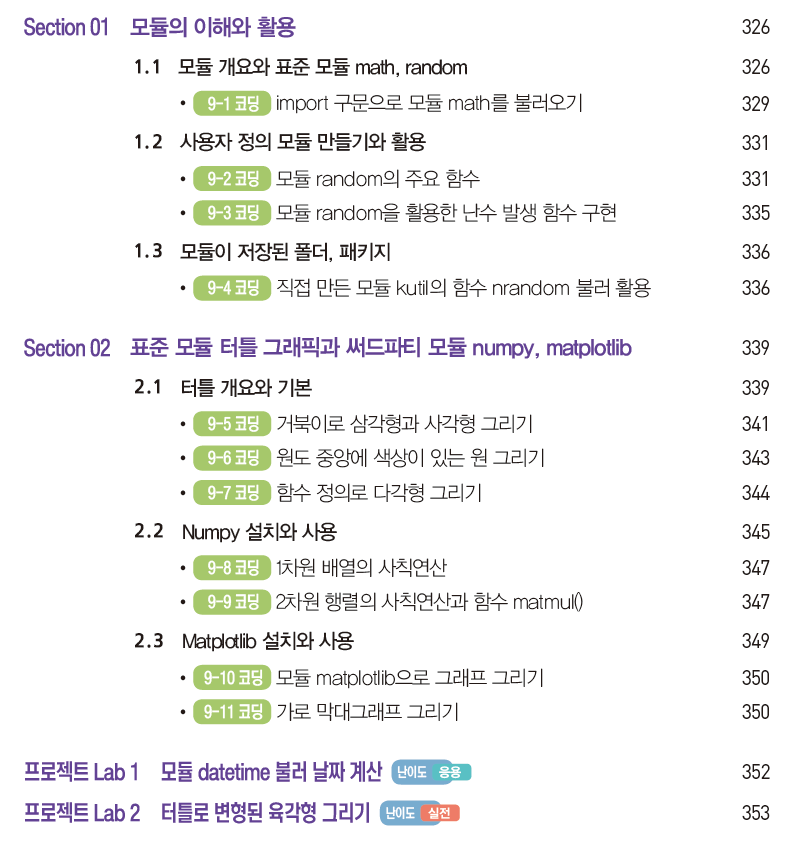 Section 01 모듈의 이해와 활용 326
1.1 모듈 개요와 표준 모듈 math, random 326
• 9-1 코딩 import 구문으로 모듈 math를 불러오기 329
1.2 사용자 정의 모듈 만들기와 활용 331
• 9-2 코딩 모듈 random의 주요 함수 331
• 9-3 코딩 모듈 random을 활용한 난수 발생 함수 구현 335
1.3 모듈이 저장된 폴더, 패키지 336
• 9-4 코딩 직접 만든 모듈 kutil의 함수 nrandom 불러 활용 336
Section 02 표준 모듈 터틀 그래픽과 써드파티 모듈 numpy, matplotlib 339
2.1 터틀 개요와 기본 339
• 9-5 코딩 거북이로 삼각형과 사각형 그리기 341
• 9-6 코딩 윈도 중앙에 색상이 있는 원 그리기 343
• 9-7 코딩 함수 정의로 다각형 그리기 344
2.2 Numpy 설치와 사용 345
• 9-8 코딩 1차원 배열의 사칙연산 347
• 9-9 코딩 2차원 행렬의 사칙연산과 함수 matmul() 347
2.3 Matplotlib 설치와 사용 349
• 9-10 코딩 모듈 matplotlib으로 그래프 그리기 350
• 9-11 코딩 가로 막대그래프 그리기 350
프로젝트 Lab 1 모듈 datetime 불러 날짜 계산 난이도 응용 352
프로젝트 Lab 2 터틀로 변형된 육각형 그리기 난이도 실전 353